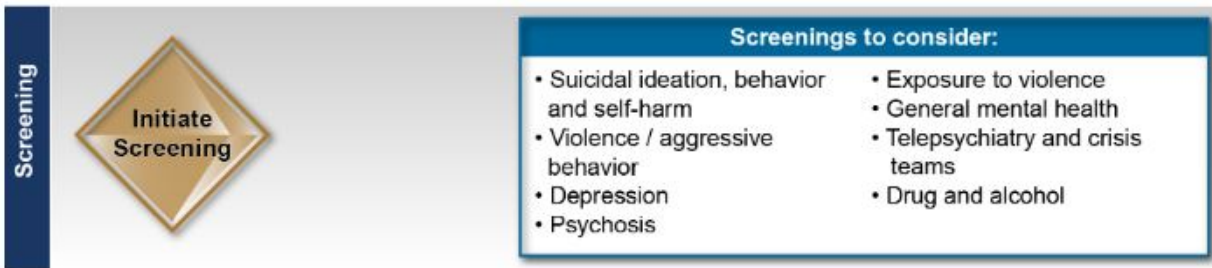 Screening
Initiate
Screening
Screenings to consider:
• Suicidal ideation, behavior
and self-harm
• Violence / aggressive
behavior
• Depression
• Psychosis
• Exposure to violence
• General mental health
• Telepsychiatry and crisis
teams
• Drug and alcohol